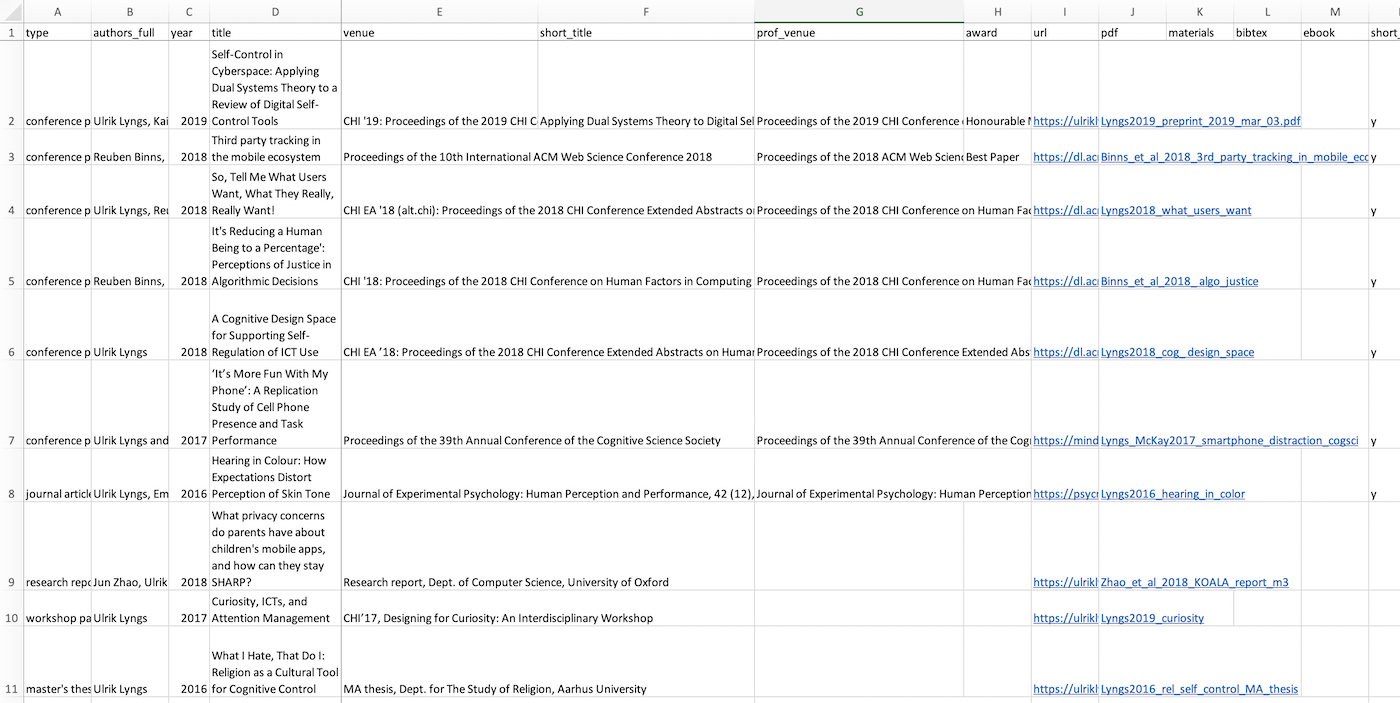 A B C D E F G H I J K L M
1 type authors_full year title venue short_title prof_venue award url pdf materials bibtex ebook short_
Self-Control in
Cyberspace: Applying
Dual Systems Theory to a
Review of Digital Self-
2 conference p Ulrik Lyngs, Kai 2019 Control Tools CHI '19: Proceedings of the 2019 CHI C Applying Dual Systems Theory to Digital Sel Proceedings of the 2019 CHI Conference Honourable https://ulrikl Lyngs2019_preprint_2019_mar_03.pdf y
Third party tracking in
3 conference p Reuben Binns, 2018 the mobile ecosystem Proceedings of the 10th International ACM Web Science Conference 2018 Proceedings of the 2018 ACM Web Scienc Best Paper https://dl.ac Binns_et_al_2018_3rd_party_tracking_in_mobile_ecc y
So, Tell Me What Users
Want, What They Really,
4 conference p Ulrik Lyngs, Reu 2018 Really Want! CHI EA '18 (alt.chi): Proceedings of the 2018 CHI Conference Extended Abstracts o Proceedings of the 2018 CHI Conference on Human Fac https://dl.ac Lyngs2018_what_users_want y
It's Reducing a Human
Being to a Percentage':
Perceptions of Justice in
5 conference p Reuben Binns, 2018 Algorithmic Decisions CHI '18: Proceedings of the 2018 CHI Conference on Human Factors in Computing Proceedings of the 2018 CHI Conference on Human Fac https://dl.ac Binns_et_al_2018_algo_justice y
A Cognitive Design Space
for Supporting Self-
6 conference p Ulrik Lyngs 2018 Regulation of ICT Use CHI EA ’18: Proceedings of the 2018 CHI Conference Extended Abstracts on Human Proceedings of the 2018 CHI Conference Extended Abs https://dl.ac Lyngs2018_cog_design_space y
‘It’s More Fun With My
Phone’: A Replication
Study of Cell Phone
Presence and Task
7 conference p Ulrik Lyngs and 2017 Performance Proceedings of the 39th Annual Conference of the Cognitive Science Society Proceedings of the 39th Annual Conference of the Cog https://mind Lyngs_McKay2017_smartphone_distraction_cogsci y
Hearing in Colour: How
Expectations Distort
8 journal article Ulrik Lyngs, Em 2016 Perception of Skin Tone Journal of Experimental Psychology: Human Perception and Performance, 42 (12), Journal of Experimental Psychology: Human Perception https://psyc Lyngs2016_hearing_in_color y
What privacy concerns
do parents have about
children's mobile apps,
and how can they stay
9 research repo Jun Zhao, Ulrik 2018 SHARP? Research report, Dept. of Computer Science, University of Oxford https://ulrikl Zhao_et_al_2018_KOALA_report_m3
Curiosity, ICTs, and
10 workshop pa Ulrik Lyngs 2017 Attention Management CHI’17, Designing for Curiosity: An Interdisciplinary Workshop https://ulrikl Lyngs2019_curiosity
What I Hate, That Do I:
Religion as a Cultural Tool
11 master's thes Ulrik Lyngs 2016 for Cognitive Control MA thesis, Dept. for The Study of Religion, Aarhus University https://ulrikl Lyngs2016_rel_self_control_MA_thesis